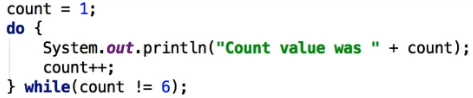 count = 1;
do {
    System.out.println("Count value was " + count);
    count++;
} while(count != 6);